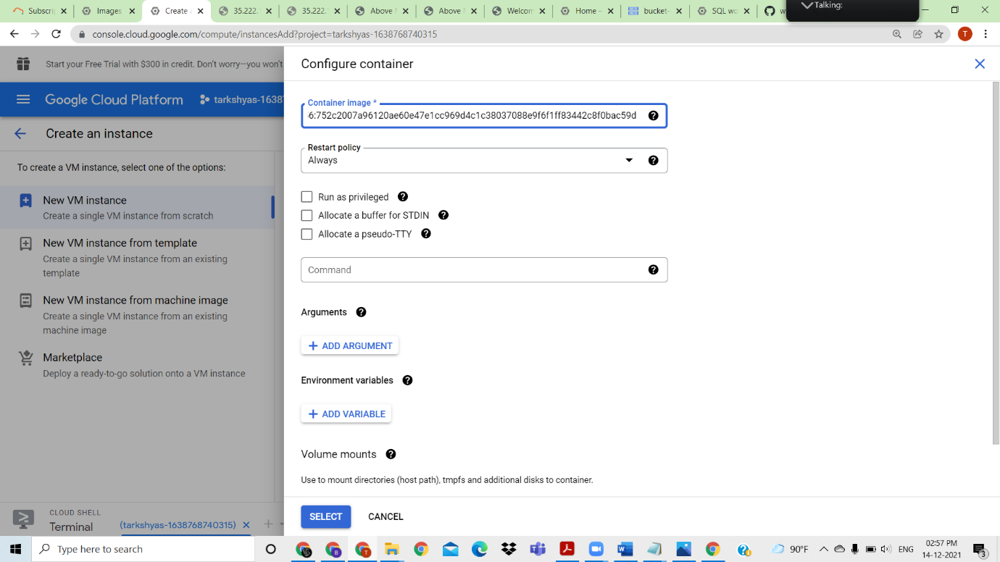 Subscri
Images
Create
35.222.
35.222.
Above
Above
Welcom
Home -
bucket-
SQL wo
Talking:
console.cloud.google.com/compute/instancesAdd?project=tarkshyas-1638768740315
T
Start your Free Trial with $300 in credit. Don't worry—you won't
Google Cloud Platform
tarkshyas-1638
Create an instance
To create a VM instance, select one of the options:
New VM instance
Create a single VM instance from scratch
New VM instance from template
Create a single VM instance from an existing
template
New VM instance from machine image
Create a single VM instance from an existing
machine image
Marketplace
Deploy a ready-to-go solution onto a VM instance
Configure container
Container image *
6:752c2007a96120ae60e47e1cc969d4c1c38037088e9f6f1ff83442c8f0bac59d
Restart policy
Always
Run as privileged
Allocate a buffer for STDIN
Allocate a pseudo-TTY
Command
Arguments
+ ADD ARGUMENT
Environment variables
+ ADD VARIABLE
Volume mounts
Use to mount directories (host path), tmpfs and additional disks to container.
SELECT CANCEL
CLOUD SHELL
Terminal
(tarkshyas-1638768740315)
Type here to search
90°F
ENG
02:57 PM
14-12-2021
3